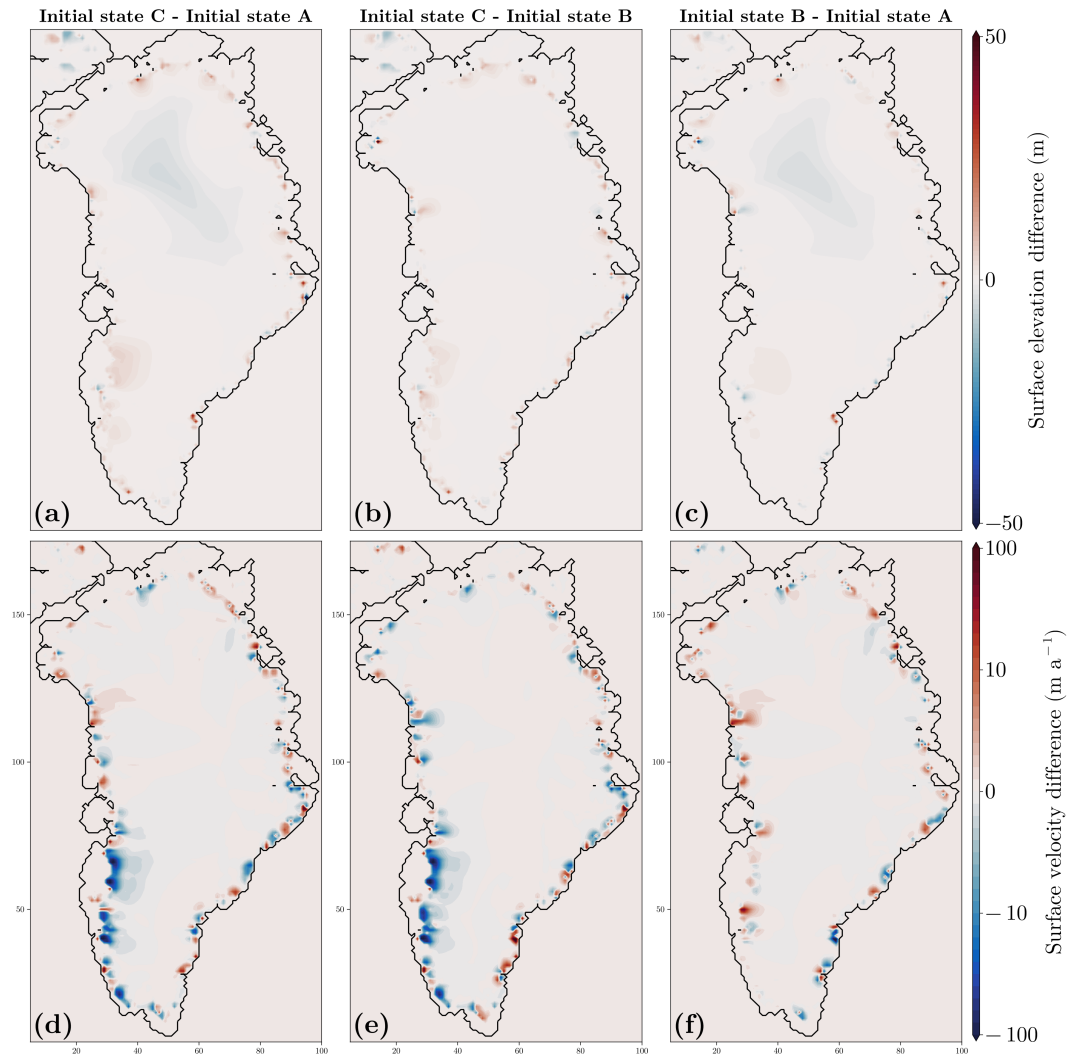 Initial state C - Initial state A
Initial state C - Initial state B
Initial state B - Initial state A
(a)
(b)
(c)
50
0
−50
Surface elevation difference (m)
150
100
50
20
40
60
80
100
(d)
150
100
50
20
40
60
80
100
(e)
150
100
50
20
40
60
80
100
(f)
100
10
0
− 10
− 100
Surface velocity difference (m a⁻¹)